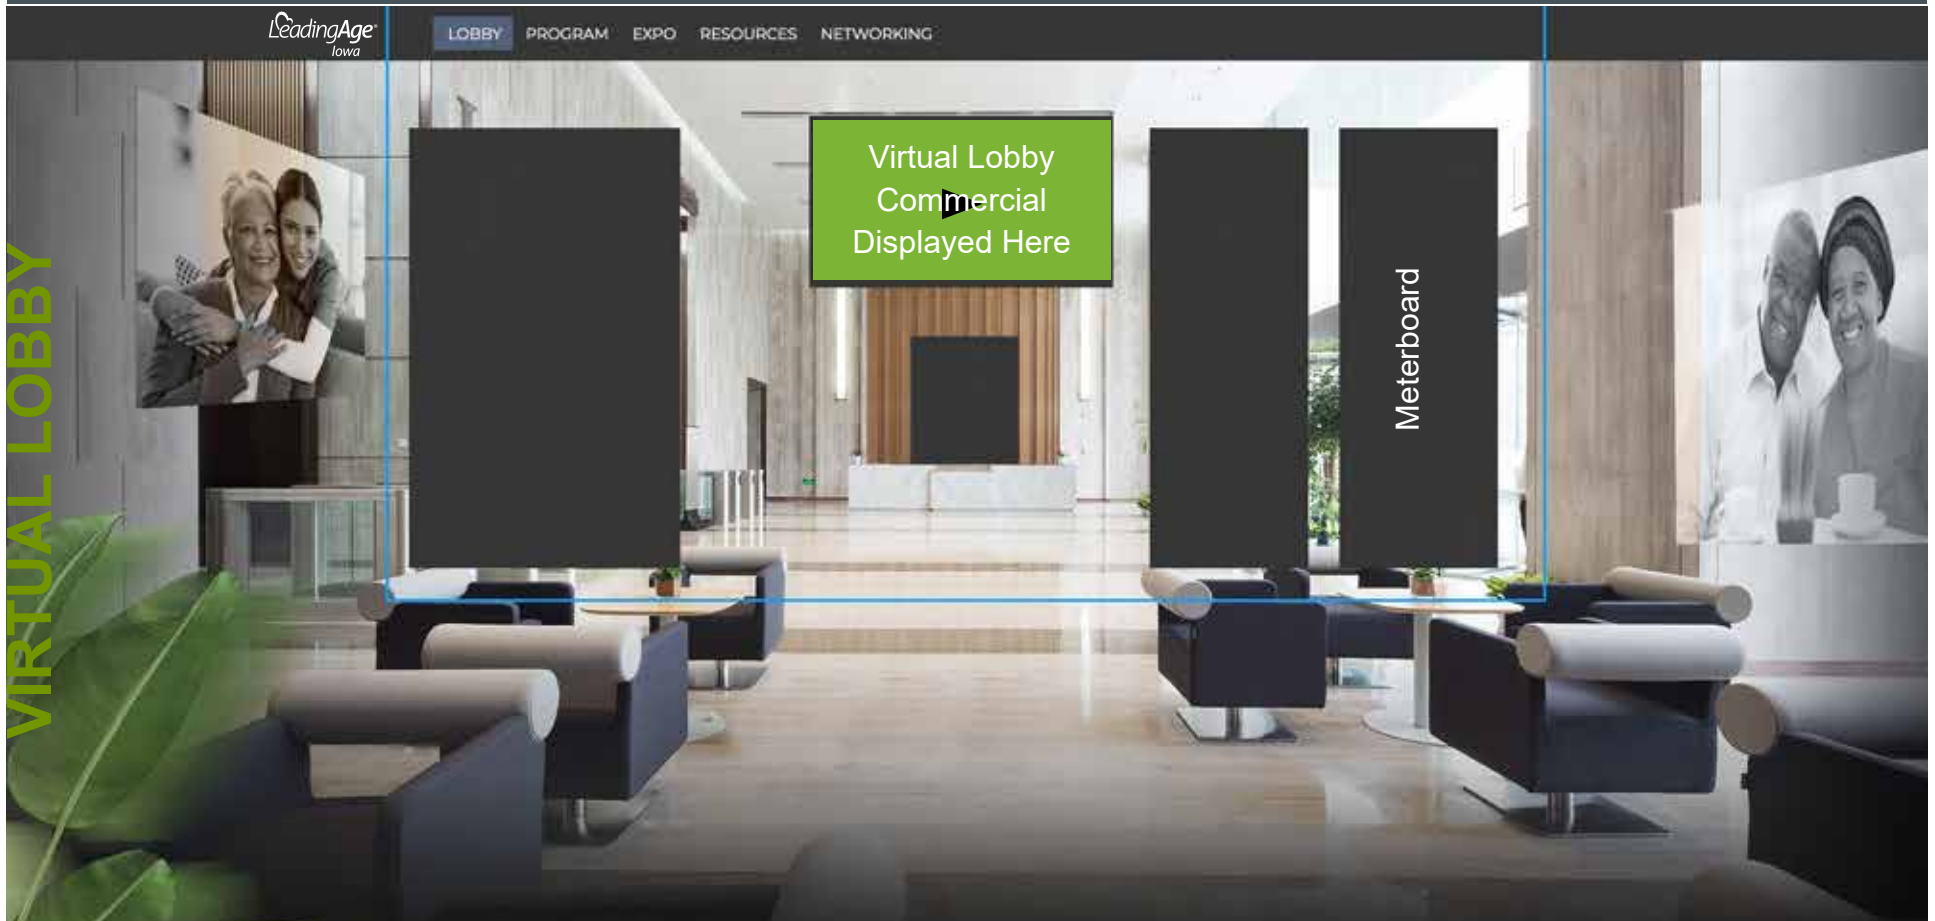 LeadingAge®
Iowa
LOBBY PROGRAM EXPO RESOURCES NETWORKING
Virtual Lobby
Commercial
Displayed Here
Meterboard
VIRTUAL LOBBY